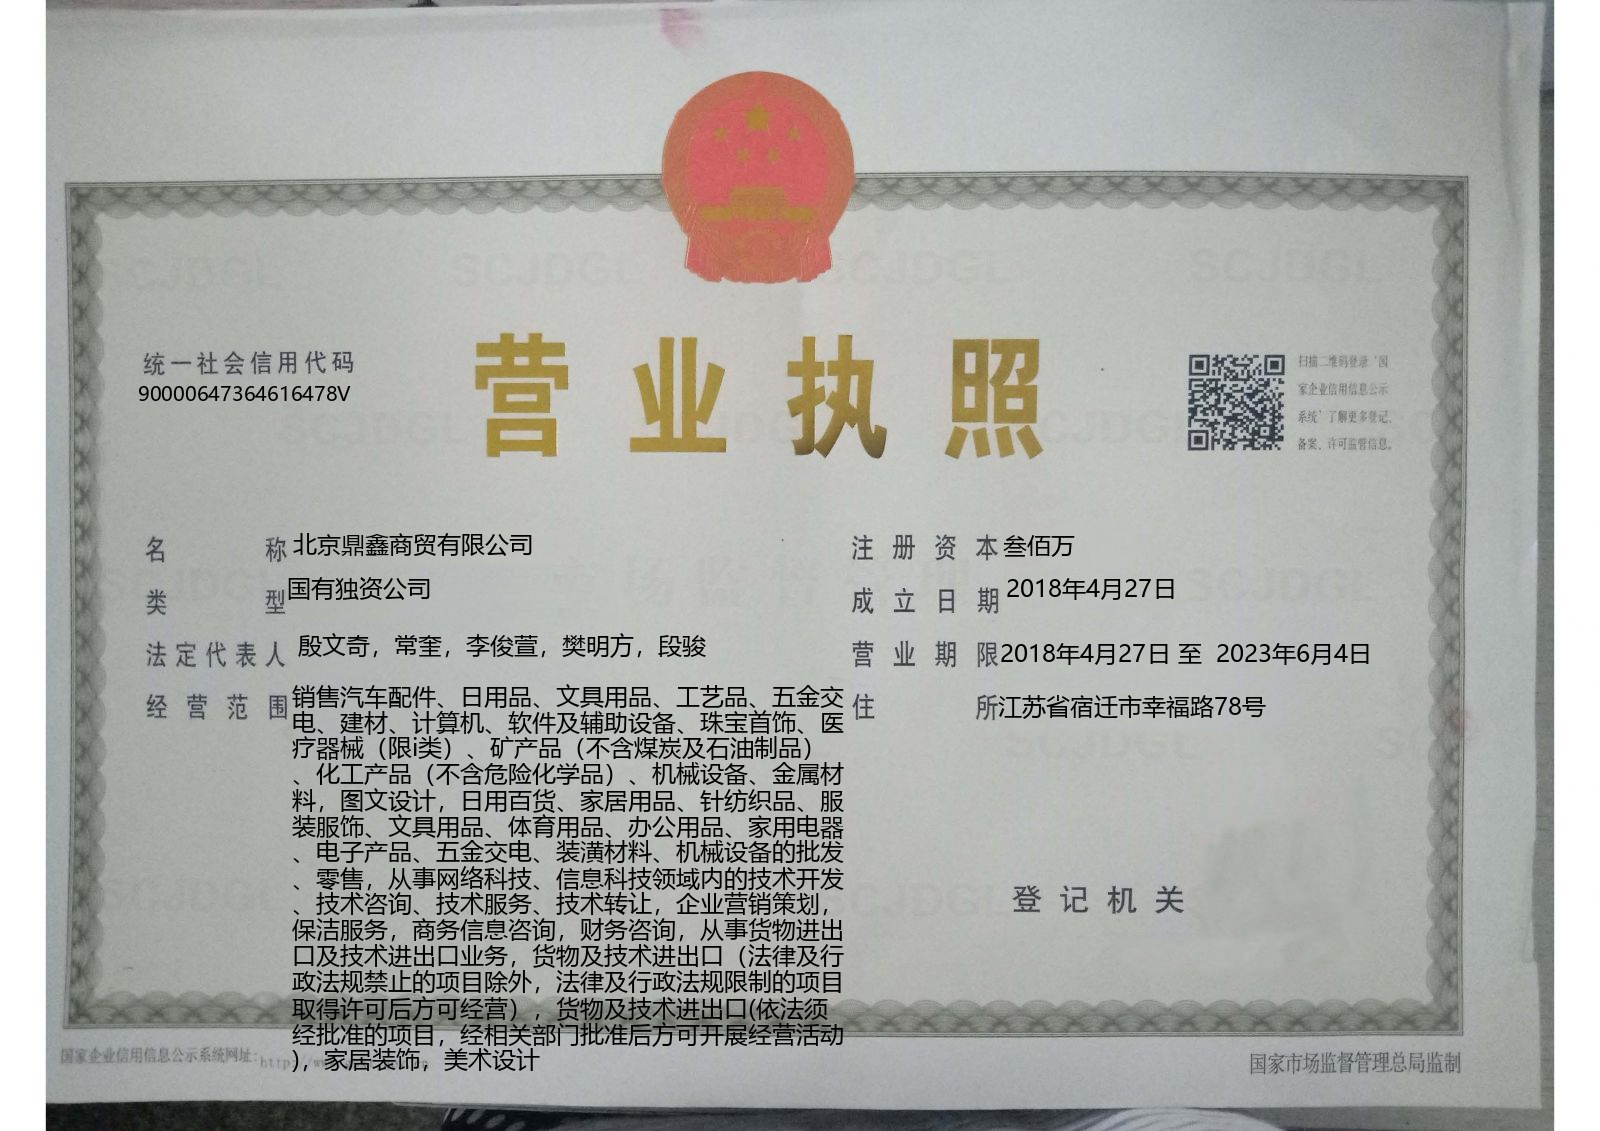 统一社会信用代码
90000647364616478V
营业执照
扫描二维码登录‘国
家企业信用信息公示
系统’了解更多登记、
备案、许可监管信息。
名称 北京鼎鑫商贸有限公司
类型 国有独资公司
法定代表人 殷文奇，常奎，李俊萱，樊明方，段骏
经营范围 销售汽车配件、日用品、文具用品、工艺品、五金交
电、建材、计算机、软件及辅助设备、珠宝首饰、医
疗器械（限i类）、矿产品（不含煤炭及石油制品）
、化工产品（不含危险化学品）、机械设备、金属材
料，图文设计，日用百货、家居用品、针纺织品、服
装服饰、文具用品、体育用品、办公用品、家用电器
、电子产品、五金交电、装潢材料、机械设备的批发
、零售，从事网络科技、信息科技领域内的技术开发
、技术咨询、技术服务、技术转让，企业营销策划，
保洁服务，商务信息咨询，财务咨询，从事货物进出
口及技术进出口业务，货物及技术进出口（法律及行
政法规禁止的项目除外，法律及行政法规限制的项目
取得许可后方可经营），货物及技术进出口(依法须
经批准的项目，经相关部门批准后方可开展经营活动
)，家居装饰，美术设计
注册资本 叁佰万
成立日期 2018年4月27日
营业期限 2018年4月27日 至 2023年6月4日
住所 江苏省宿迁市幸福路78号
登记机关
国家企业信用信息公示系统网址：
国家市场监督管理总局监制